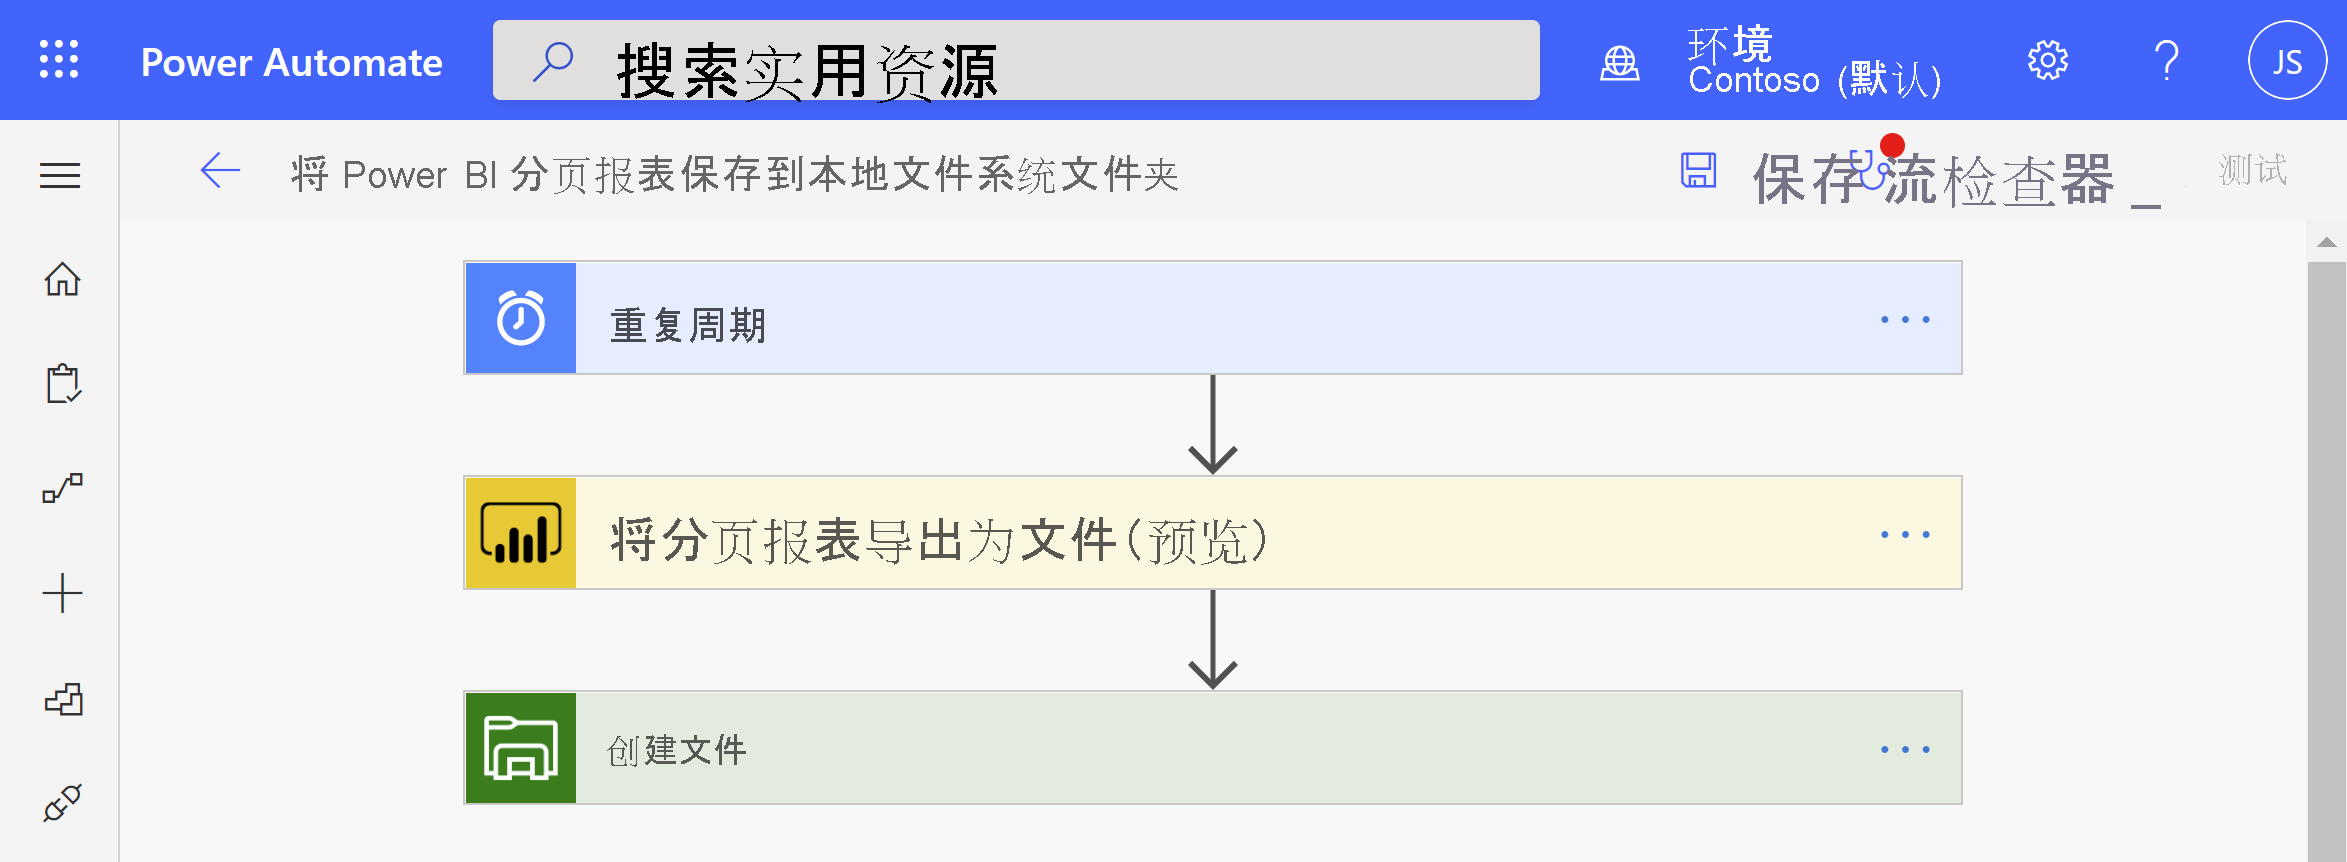 Power Automate
搜索实用资源
环境
Contoso (默认)
JS
将 Power BI 分页报表保存到本地文件系统文件夹
保存 流检查器 _
测试
重复周期
将分页报表导出为文件(预览)
创建文件